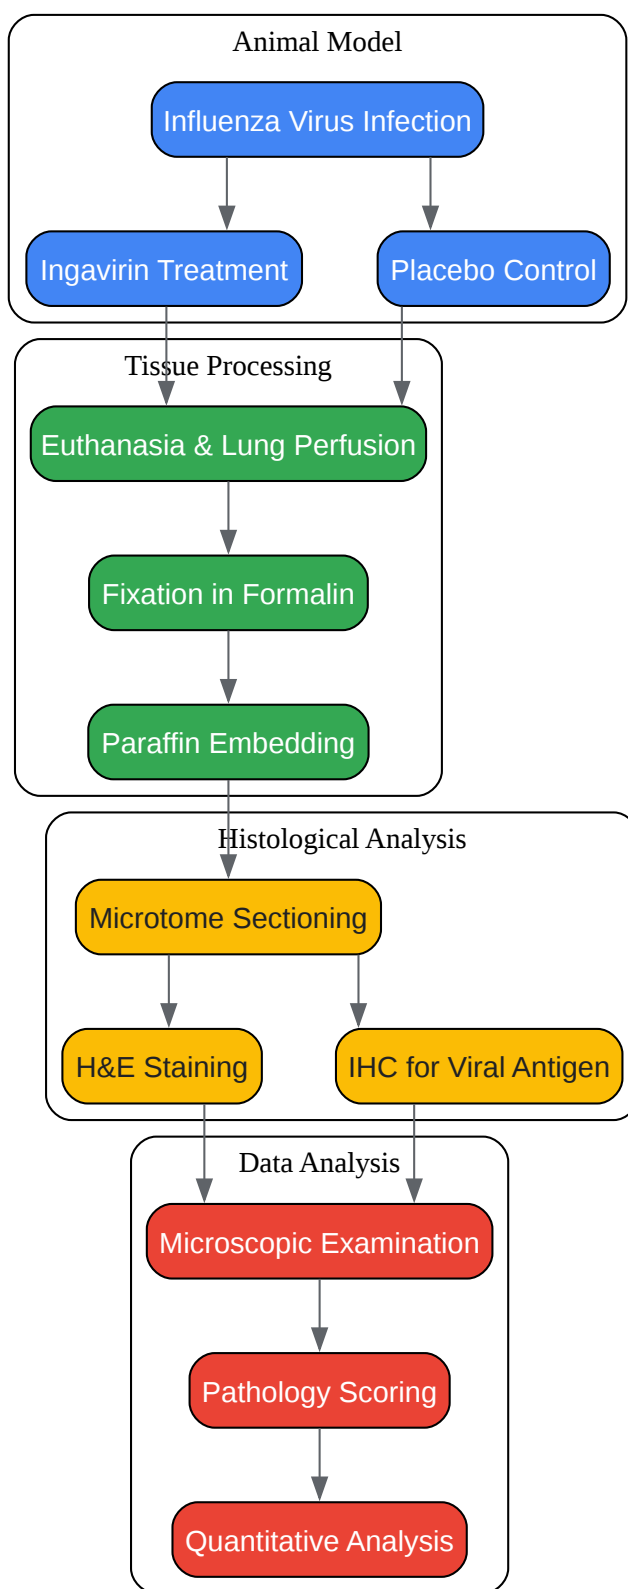 Animal Model
Influenza Virus Infection
Ingavirin Treatment
Placebo Control
Tissue Processing
Euthanasia & Lung Perfusion
Fixation in Formalin
Paraffin Embedding
Histological Analysis
Microtome Sectioning
H&E Staining
IHC for Viral Antigen
Data Analysis
Microscopic Examination
Pathology Scoring
Quantitative Analysis